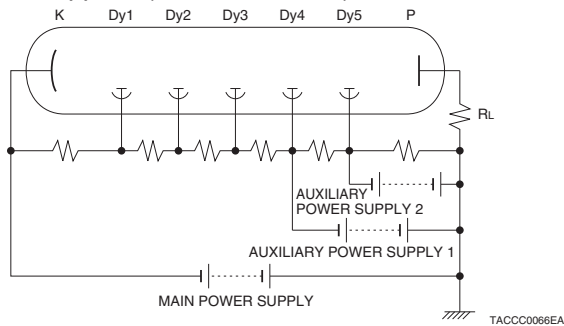 K Dy1 Dy2 Dy3 Dy4 Dy5 P
RL
AUXILIARY
POWER SUPPLY 2
AUXILIARY POWER SUPPLY 1
MAIN POWER SUPPLY
TACCC0066EA